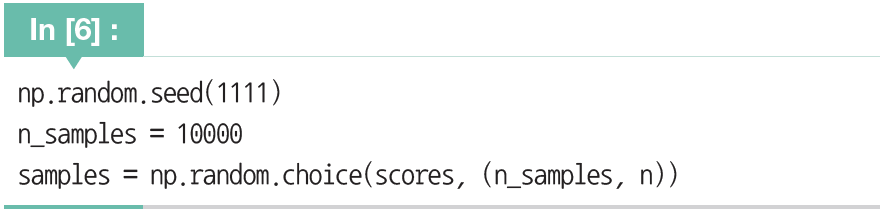 In [6] :
np.random.seed(1111)
n_samples = 10000
samples = np.random.choice(scores, (n_samples, n))